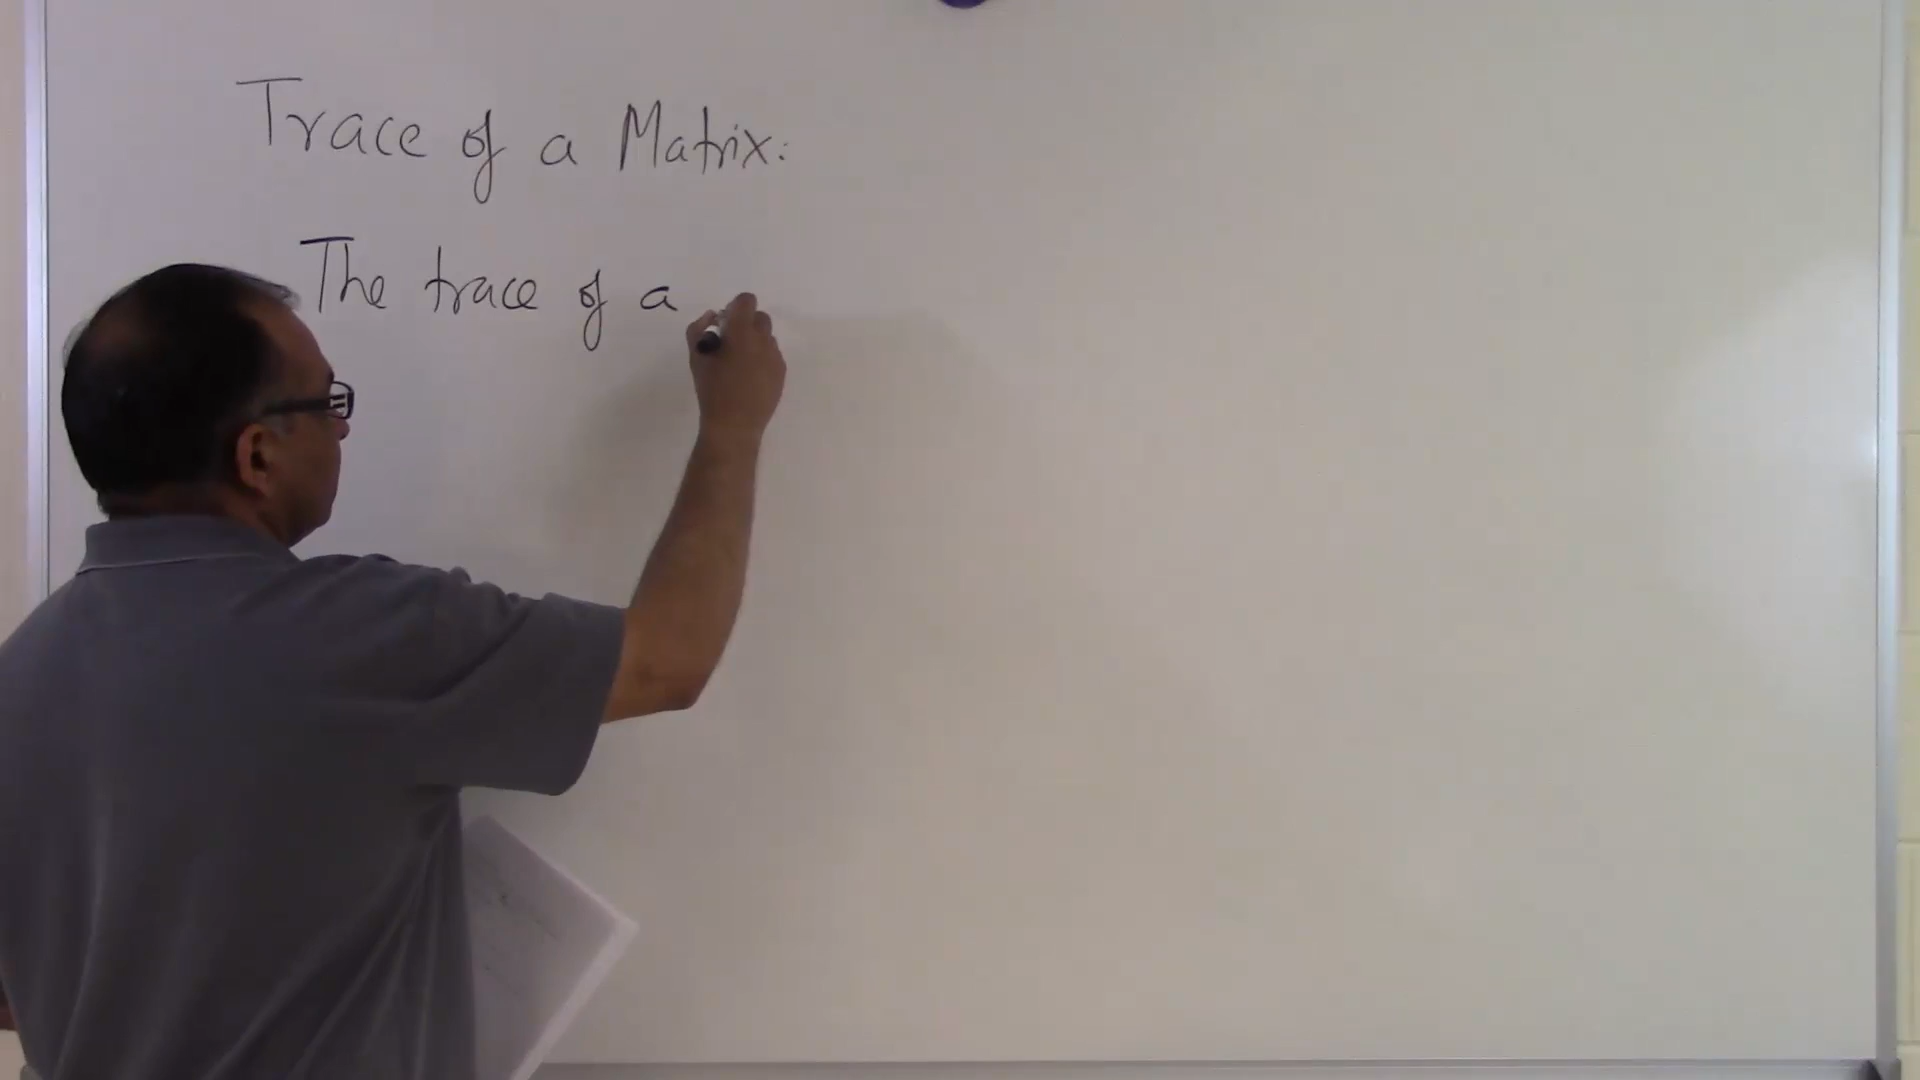 Trace of a Matrix:
The trace of a